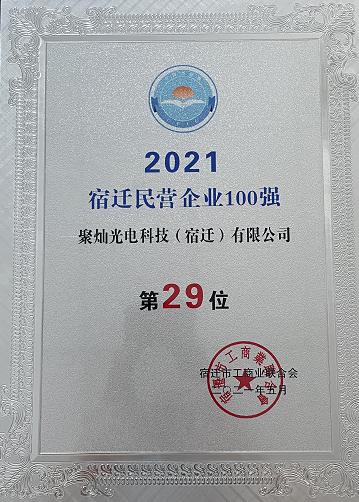 2021
宿迁民营企业100强
聚灿光电科技（宿迁）有限公司
第29位
宿迁市工商业联合会
二〇二一年五月